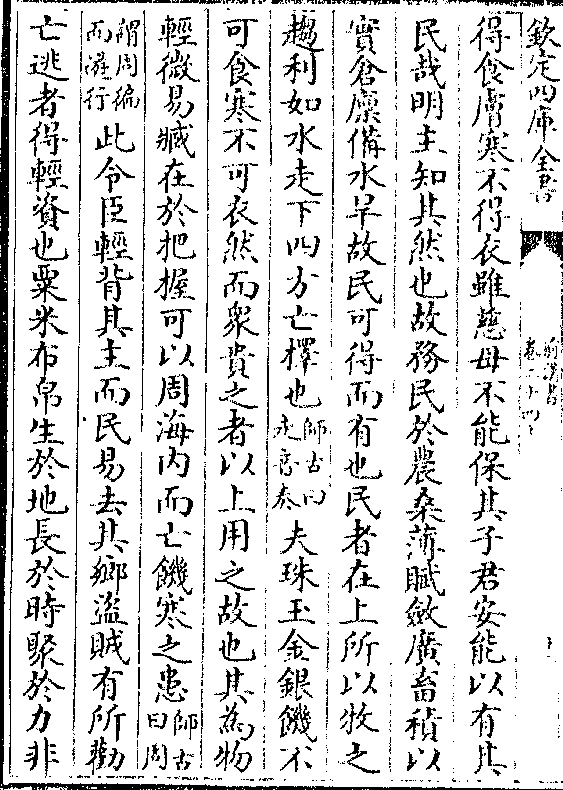 欽定四庫全書
前漢書
卷二十四上
得食膚寒不得衣雖慈母不能保其子君安能以有其
民哉明主知其然也故務民於農桑薄賦斂廣畜積以
實倉廩備水旱故民可得而有也民者在上所以牧之
趨利如水走下四方亡擇也師古曰走音奏夫珠玉金銀饑不
可食寒不可衣然而衆貴之者以上用之故也其為物
輕微易臧在於把握可以周海内而亡饑寒之患師古曰周
謂周徧而游行此令臣輕背其主而民易去其鄉盗賊有所勸
亡逃者得輕資也粟米布帛生於地長於時聚於力非